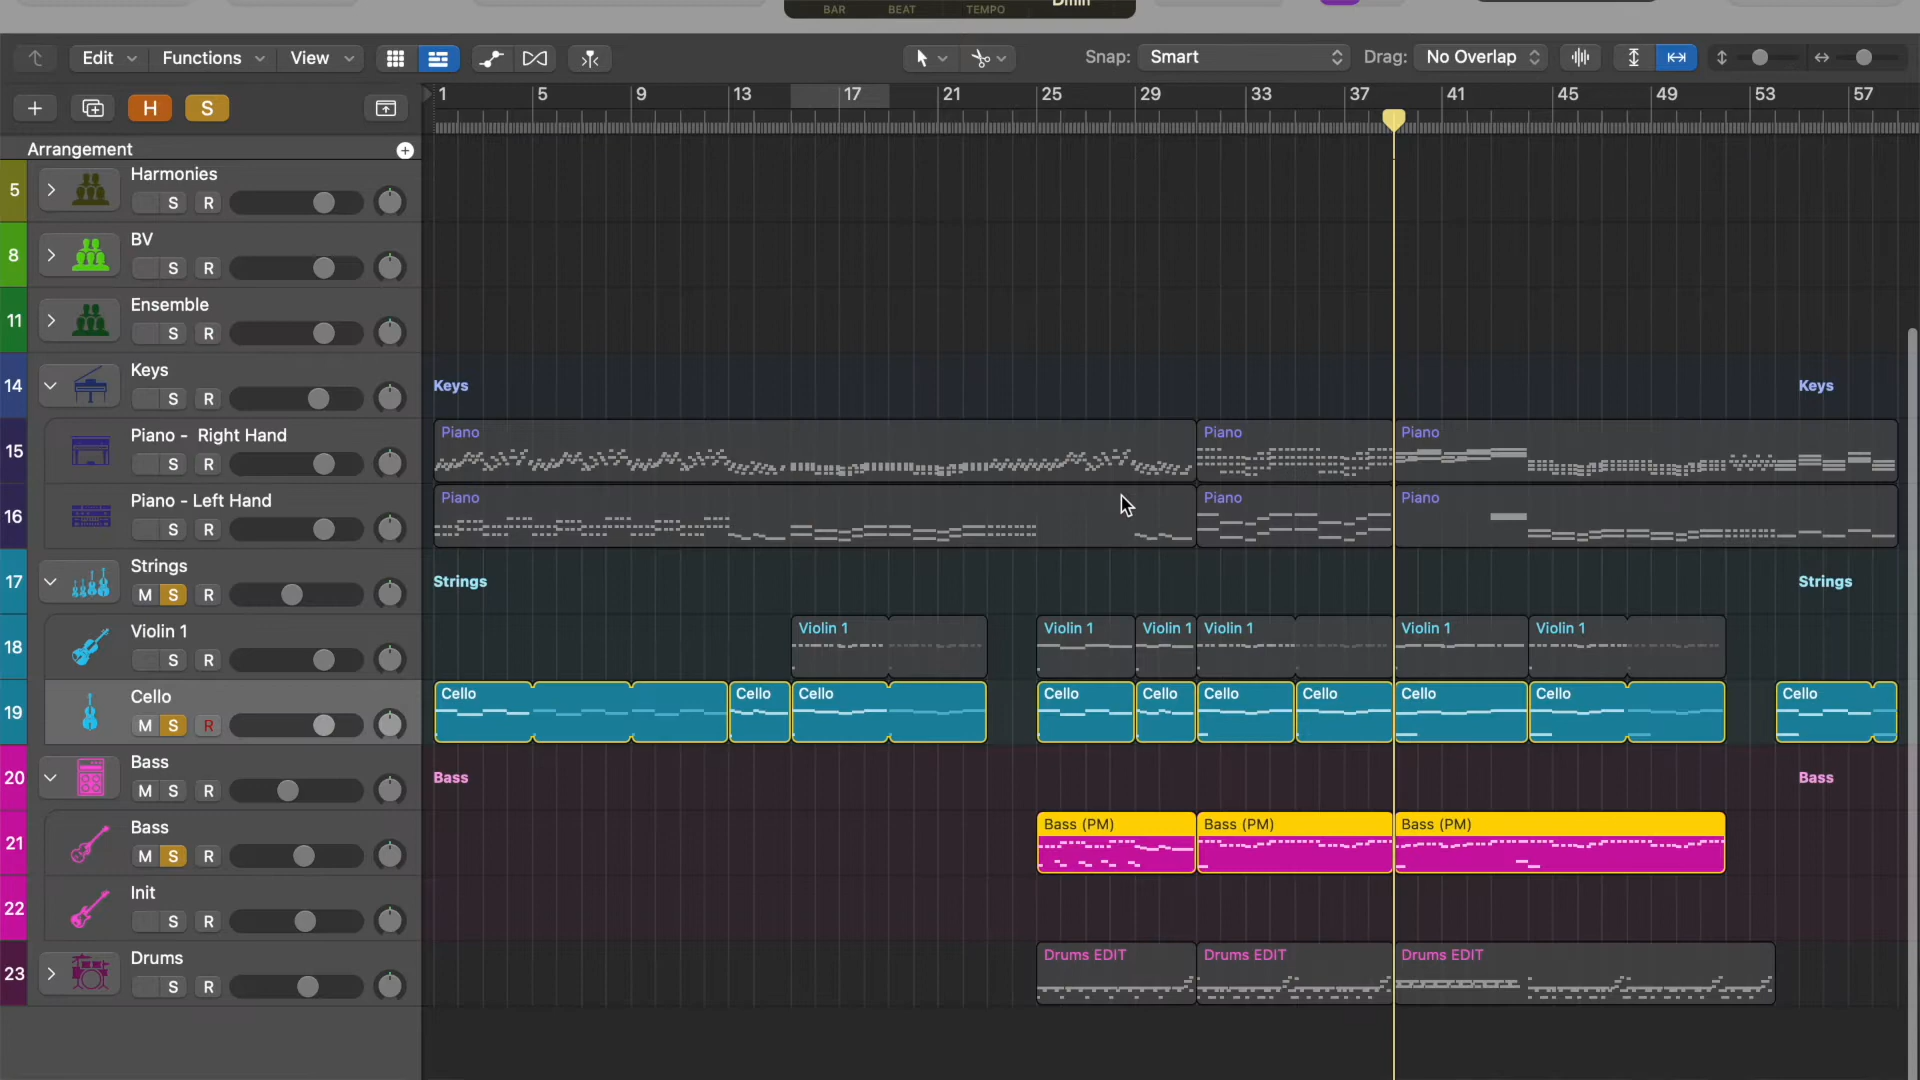 BAR BEAT TEMPO Dmin
Edit Functions View Snap: Smart Drag: No Overlap
H S
1 5 9 13 17 21 25 29 33 37 41 45 49 53 57
Arrangement
5 Harmonies
S R
8 BV
S R
11 Ensemble
S R
14 Keys
S R
Keys Keys
15 Piano - Right Hand
S R
Piano Piano Piano
16 Piano - Left Hand
S R
Piano Piano Piano
17 Strings
M S R
Strings Strings
18 Violin 1
S R
Violin 1 Violin 1 Violin 1 Violin 1 Violin 1 Violin 1
19 Cello
M S R
Cello Cello Cello Cello Cello Cello Cello Cello Cello Cello
20 Bass
M S R
Bass Bass
21 Bass
M S R
Bass (PM) Bass (PM) Bass (PM)
22 Init
S R
23 Drums
S R
Drums EDIT Drums EDIT Drums EDIT